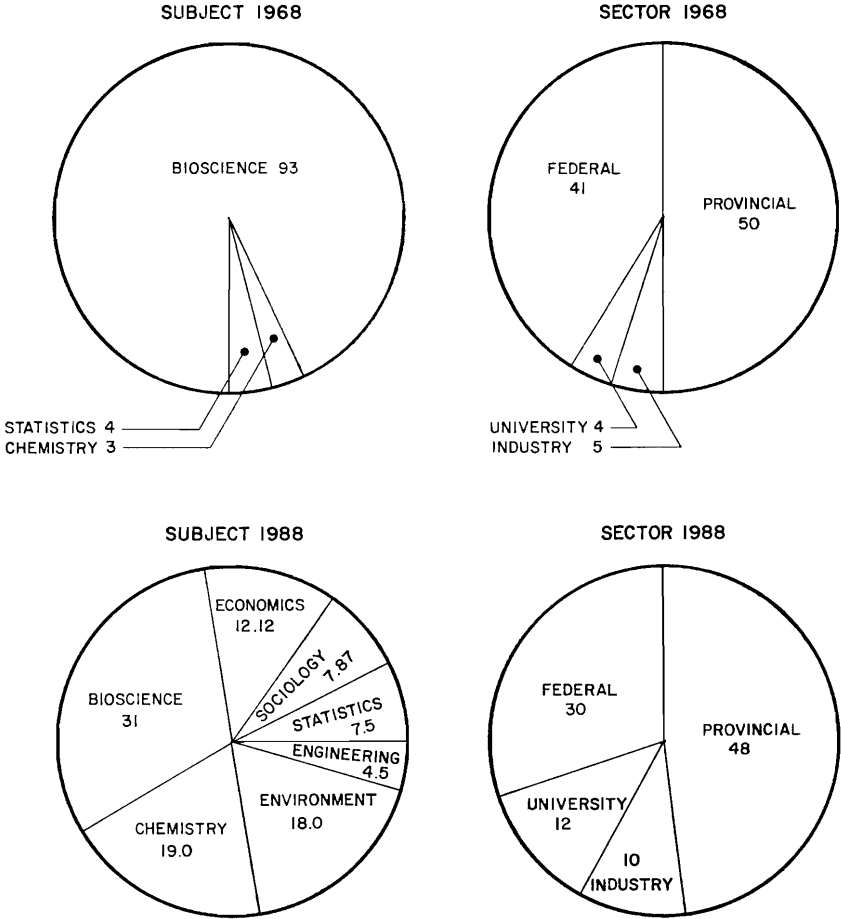 SUBJECT 1968
BIOSCIENCE 93
STATISTICS 4
CHEMISTRY 3
SECTOR 1968
FEDERAL
41
PROVINCIAL
50
UNIVERSITY 4
INDUSTRY 5
SUBJECT 1988
ECONOMICS
12.12
SOCIOLOGY
7.87
STATISTICS
7.5
ENGINEERING
4.5
ENVIRONMENT
18.0
CHEMISTRY
19.0
BIOSCIENCE
31
SECTOR 1988
FEDERAL
30
PROVINCIAL
48
UNIVERSITY
12
10
INDUSTRY